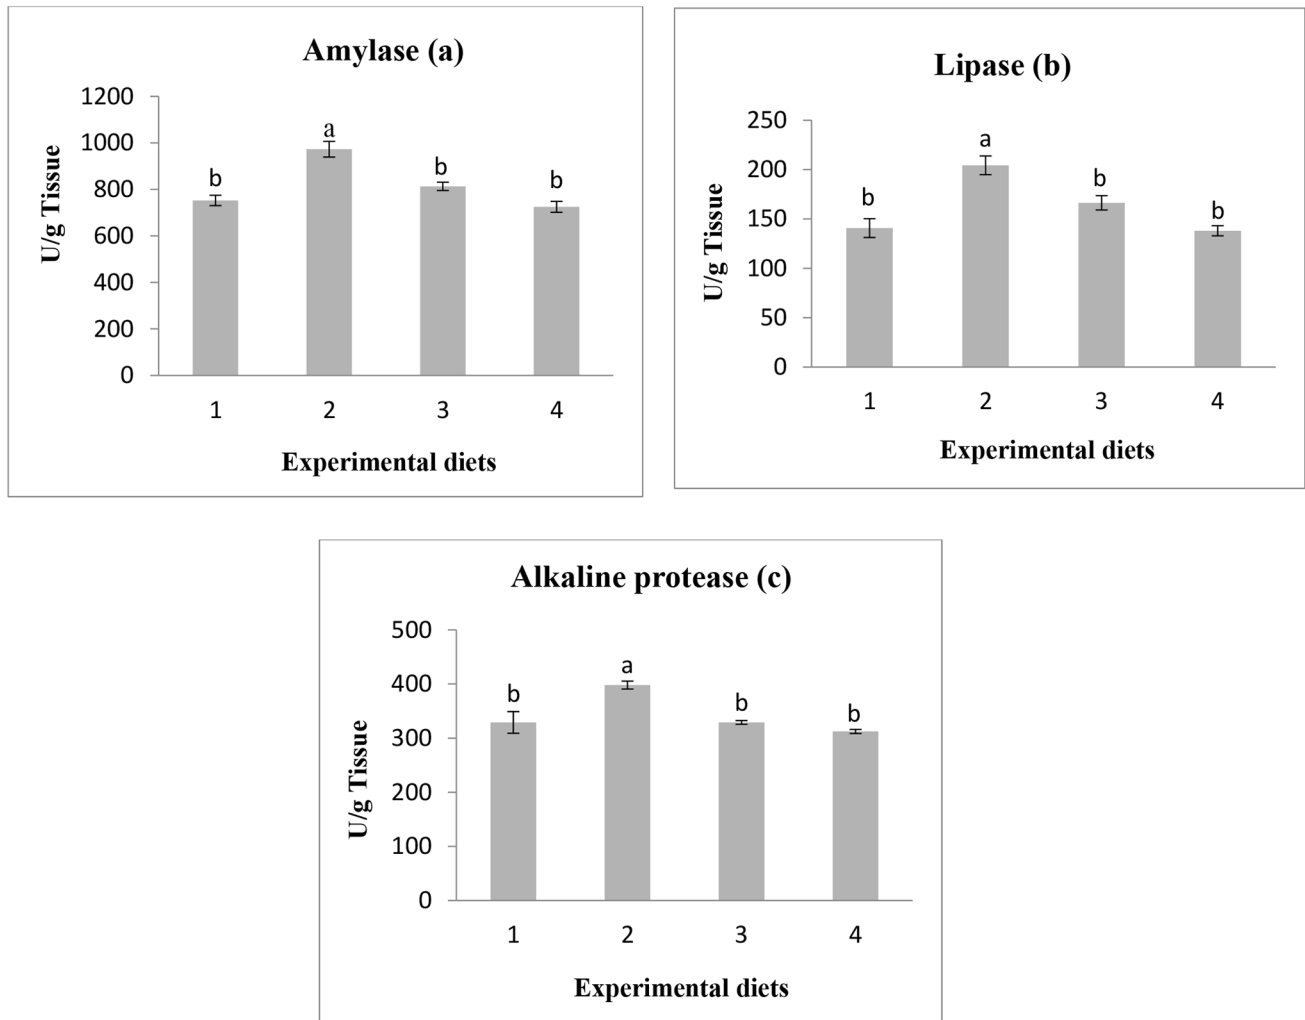 Amylase (a)
U/g Tissue
1200
1000
800
600
400
200
0
b
a
b
b
1 2 3 4
Experimental diets
Lipase (b)
U/g Tissue
250
200
150
100
50
0
b
a
b
b
1 2 3 4
Experimental diets
Alkaline protease (c)
U/g Tissue
500
400
300
200
100
0
b
a
b
b
1 2 3 4
Experimental diets